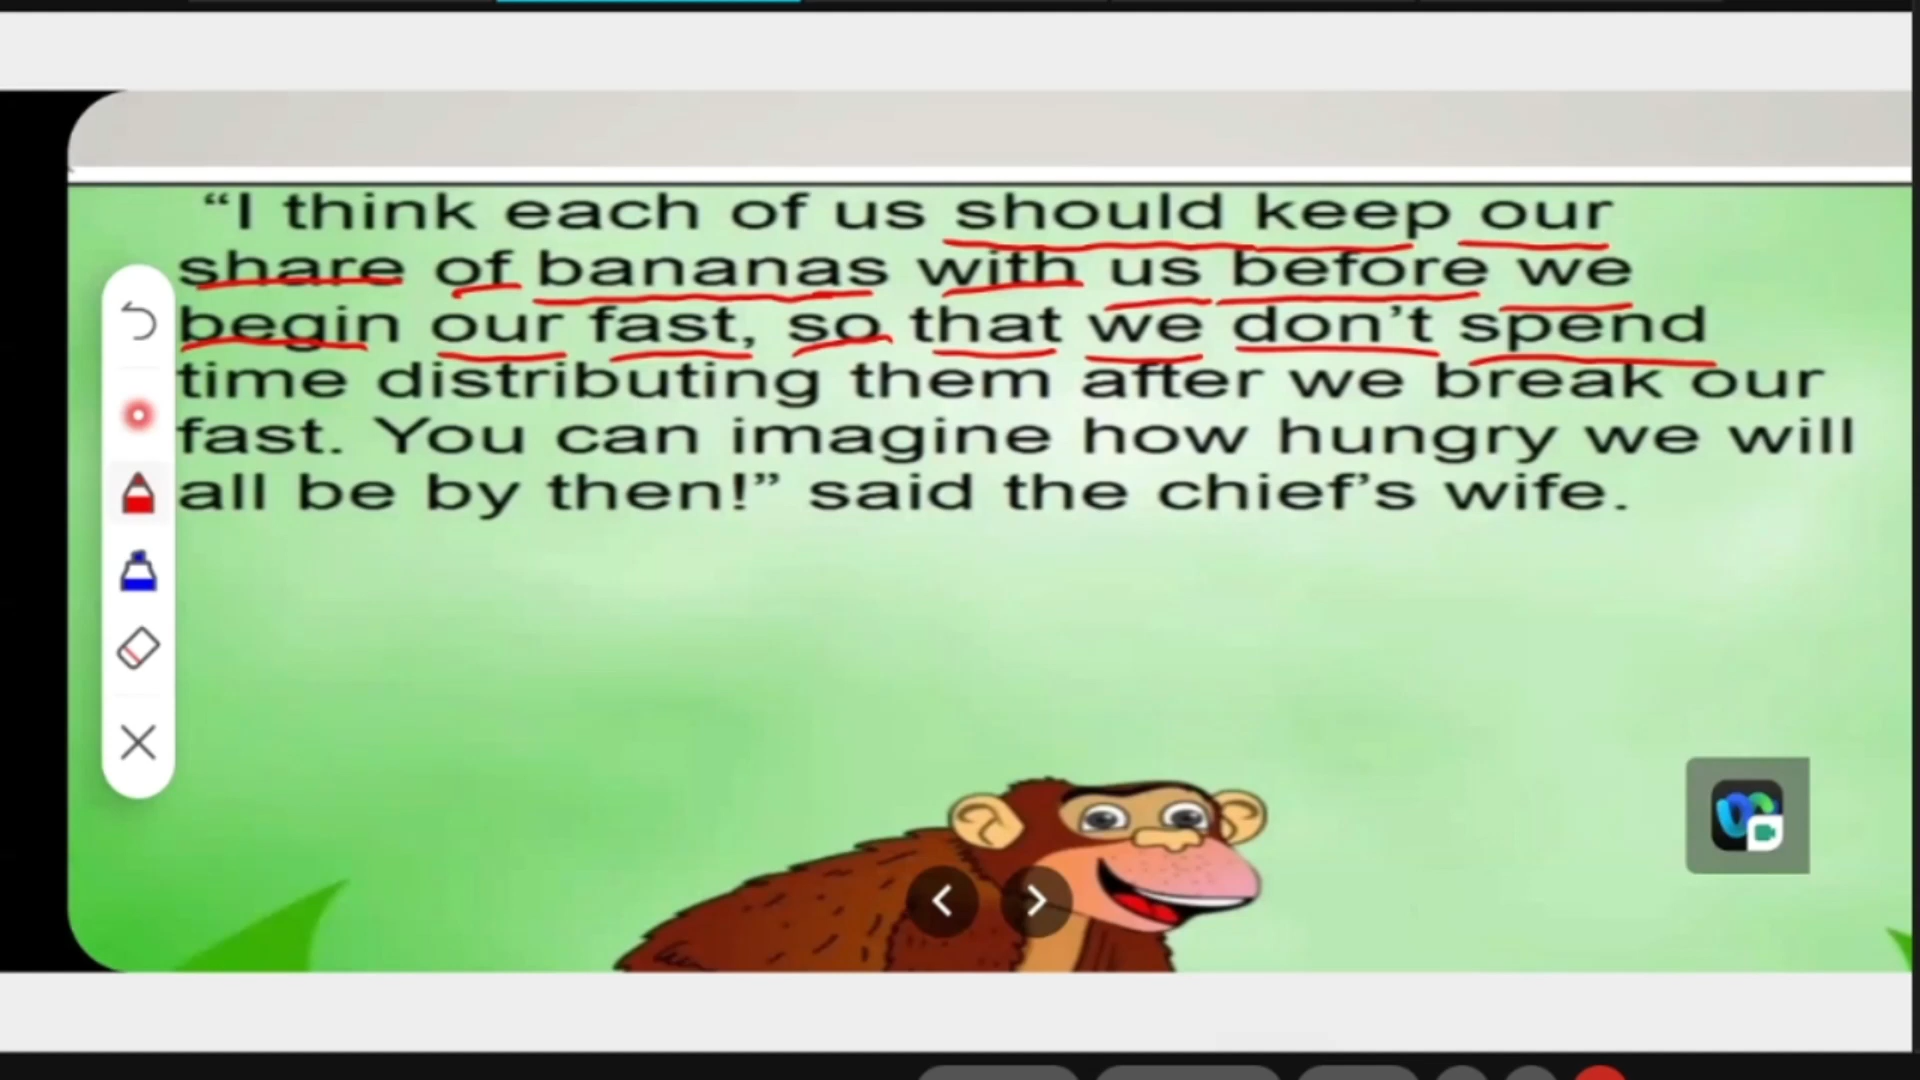 “I think each of us should keep our
share of bananas with us before we
begin our fast, so that we don’t spend
time distributing them after we break our
fast. You can imagine how hungry we will
all be by then!” said the chief’s wife.